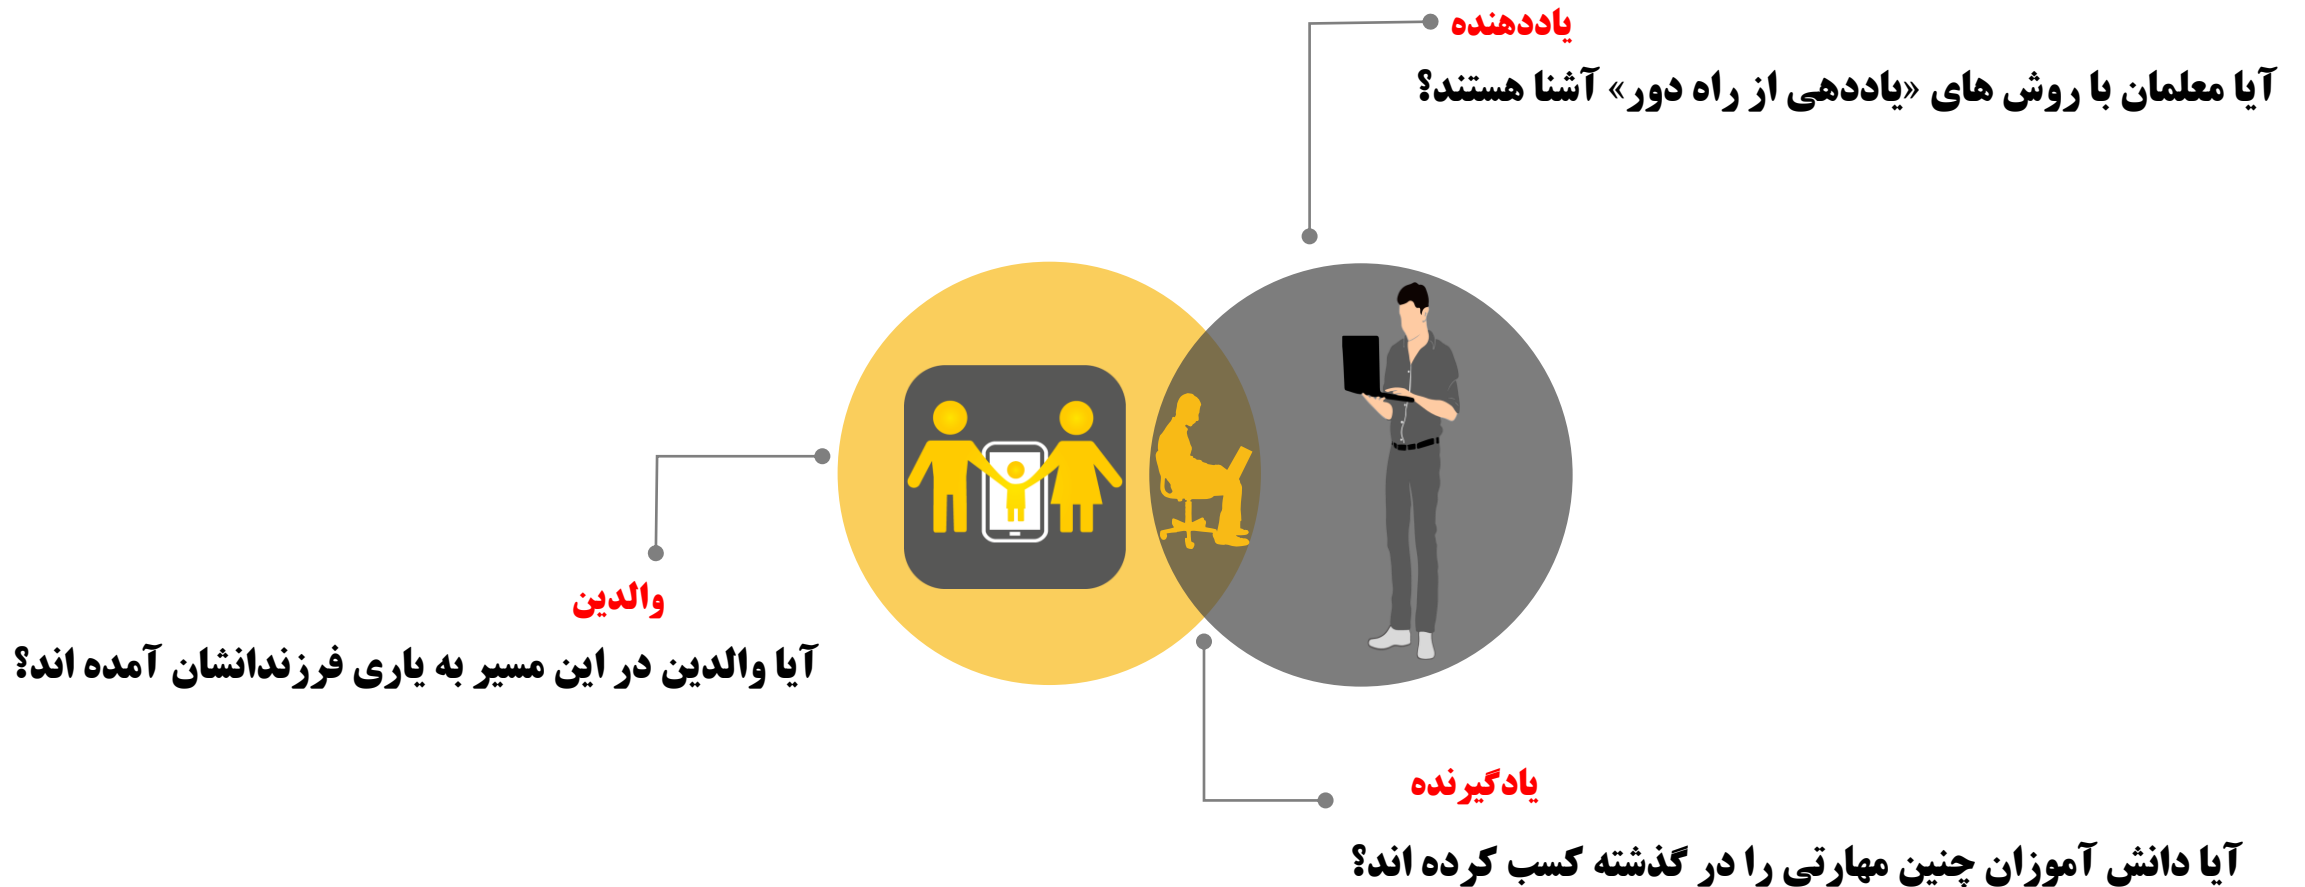 یاددهنده
آیا معلمان با روش های «یاددهی از راه دور» آشنا هستند؟
والدین
آیا والدین در این مسیر به یاری فرزندانشان آمده اند؟
یادگیرنده
آیا دانش آموزان چنین مهارتی را در گذشته کسب کرده اند؟